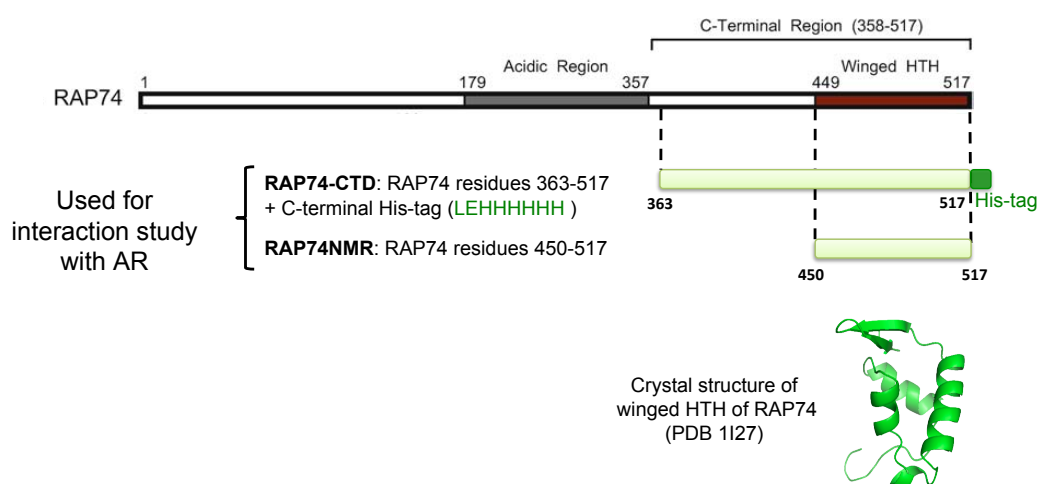 C-Terminal Region (358-517)
Acidic Region
Winged HTH
1
179
357
449
517
RAP74
Used for
interaction study
with AR
RAP74-CTD: RAP74 residues 363-517
+ C-terminal His-tag (LEHHHHHH )
RAP74NMR: RAP74 residues 450-517
363
517
His-tag
450
517
Crystal structure of
winged HTH of RAP74
(PDB 1I27)